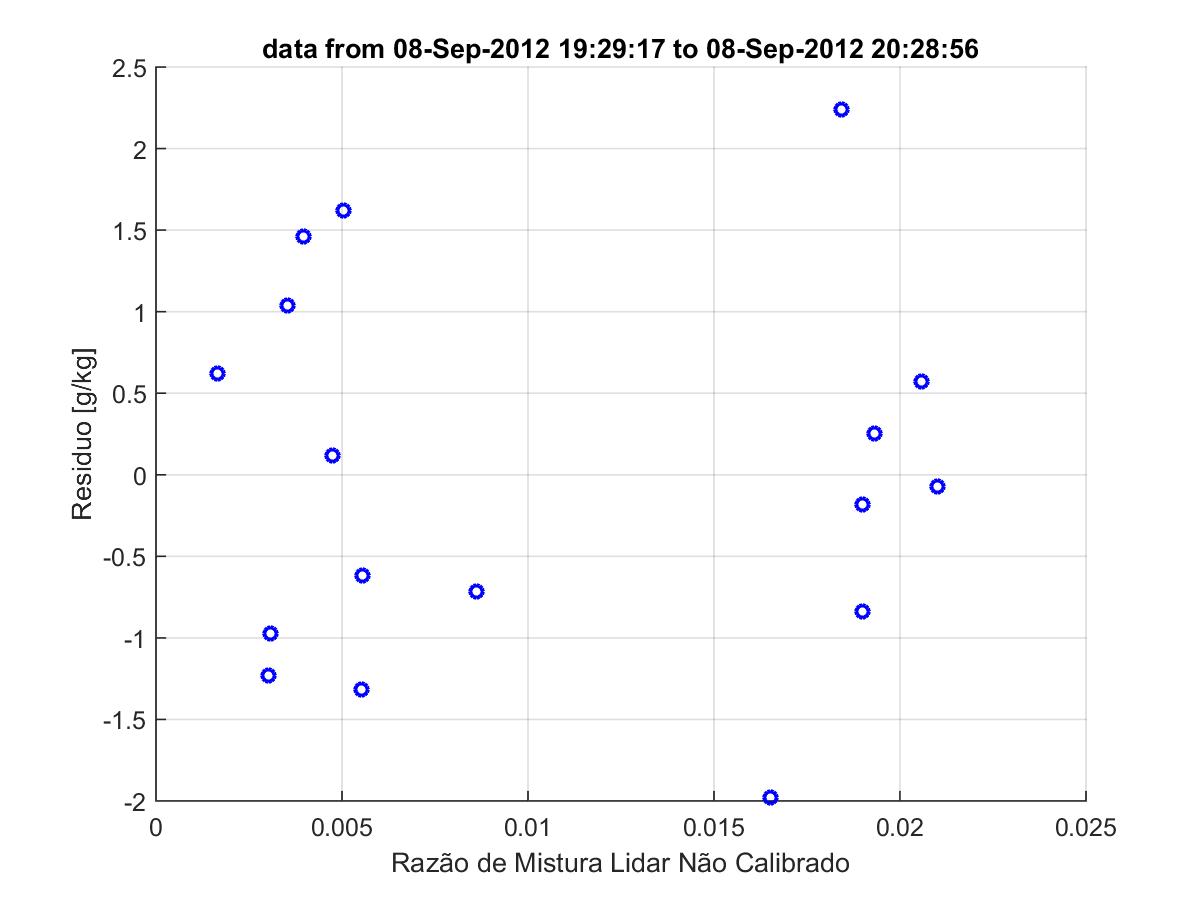 data from 08-Sep-2012 19:29:17 to 08-Sep-2012 20:28:56
2.5
2
1.5
1
0.5
0
-0.5
-1
-1.5
-2
Residuo [g/kg]
0 0.005 0.01 0.015 0.02 0.025
Razão de Mistura Lidar Não Calibrado